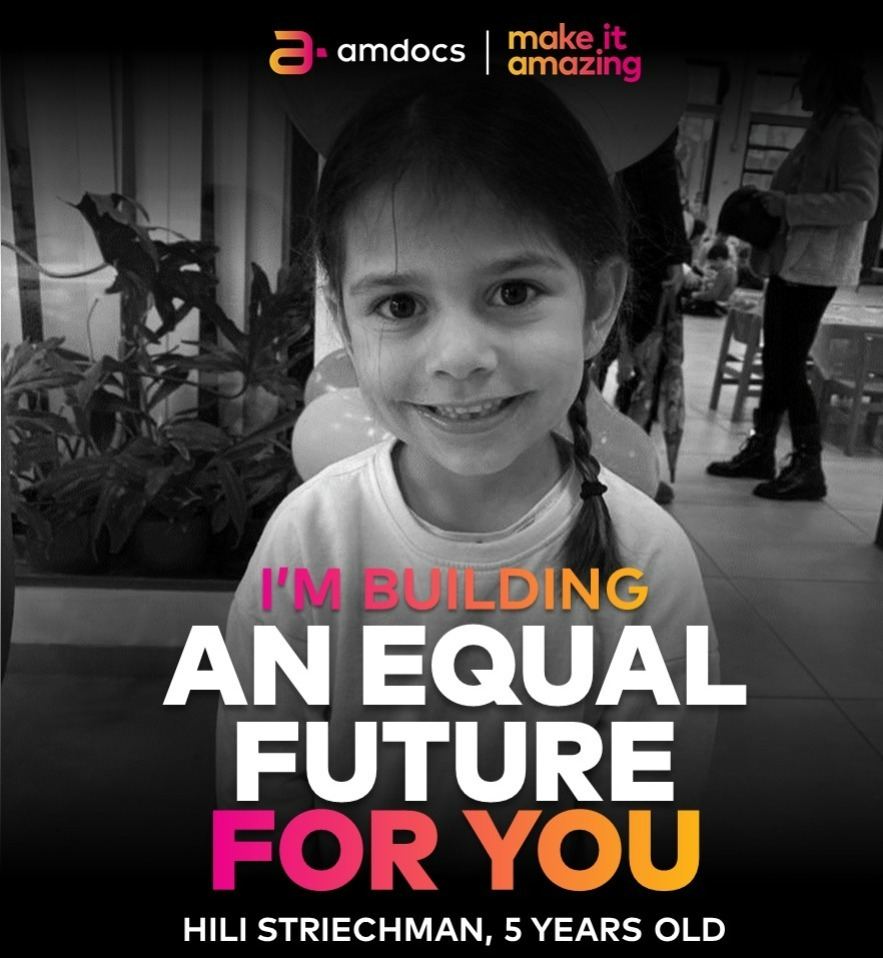 amdocs
make it
amazing
I'M BUILDING
AN EQUAL
FUTURE
FOR YOU
HILI STRIECHMAN, 5 YEARS OLD